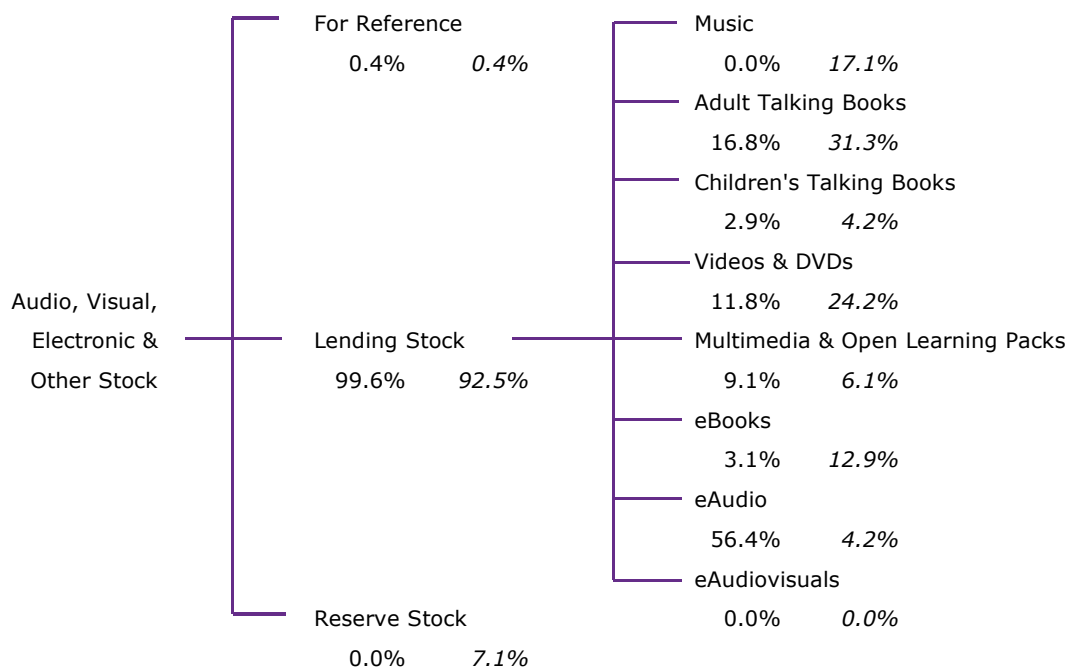 For Reference
0.4% 0.4%
Music
0.0% 17.1%
Adult Talking Books
16.8% 31.3%
Children's Talking Books
2.9% 4.2%
Videos & DVDs
11.8% 24.2%
Audio, Visual,
Electronic &
Other Stock
Lending Stock
99.6% 92.5%
Multimedia & Open Learning Packs
9.1% 6.1%
eBooks
3.1% 12.9%
eAudio
56.4% 4.2%
eAudiovisuals
0.0% 0.0%
Reserve Stock
0.0% 7.1%